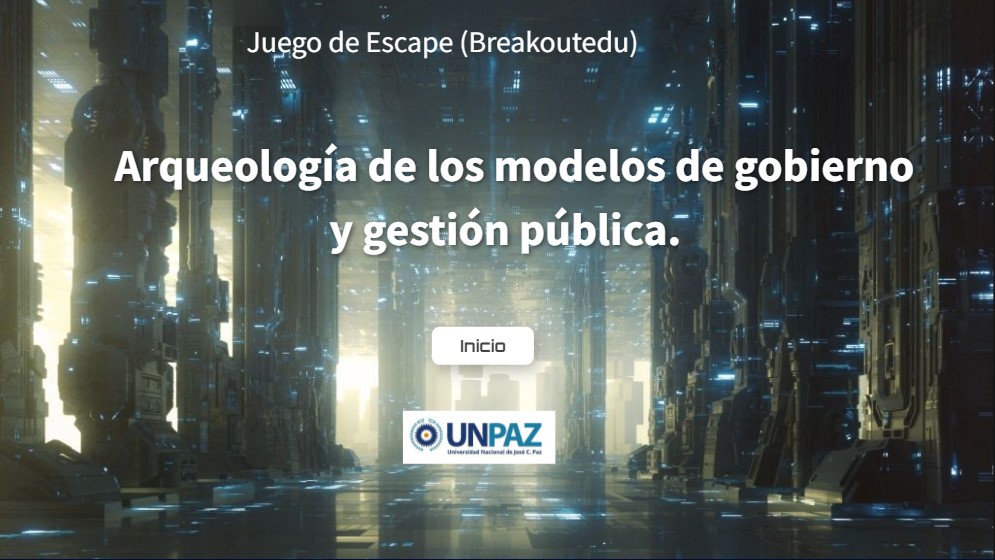 Juego de Escape (Breakoutedu)
Arqueología de los modelos de gobierno
y gestión pública.
Inicio
UNPAZ
Universidad Nacional de José C. Paz